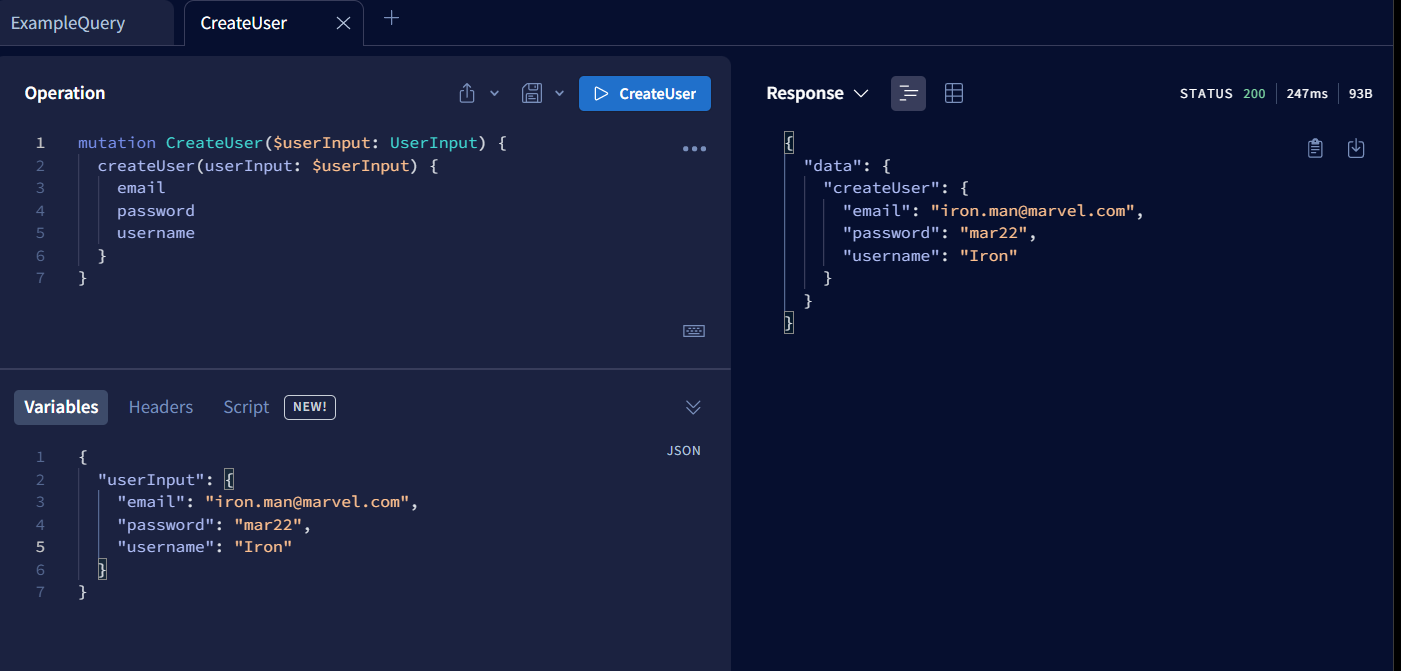 ExampleQuery
CreateUser
Operation
CreateUser
1 mutation CreateUser($userInput: UserInput) {
2 createUser(userInput: $userInput) {
3 email
4 password
5 username
6 }
7 }
Variables Headers Script NEW!
JSON
1 {
2 "userInput": {
3 "email": "iron.man@marvel.com",
4 "password": "mar22",
5 "username": "Iron"
6 }
7 }
Response
STATUS 200 247ms 93B
{
"data": {
"createUser": {
"email": "iron.man@marvel.com",
"password": "mar22",
"username": "Iron"
}
}
}